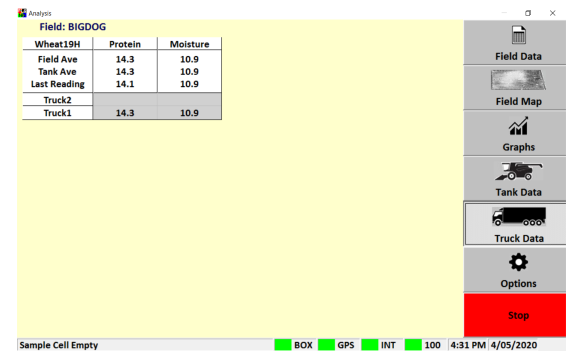 Analysis
Field: BIGDOG
Wheat19H Protein Moisture
Field Ave 14.3 10.9
Tank Ave 14.3 10.9
Last Reading 14.1 10.9
Truck2
Truck1 14.3 10.9
Field Data
Field Map
Graphs
Tank Data
Truck Data
Options
Stop
Sample Cell Empty BOX GPS INT 100 4:31 PM 4/05/2020